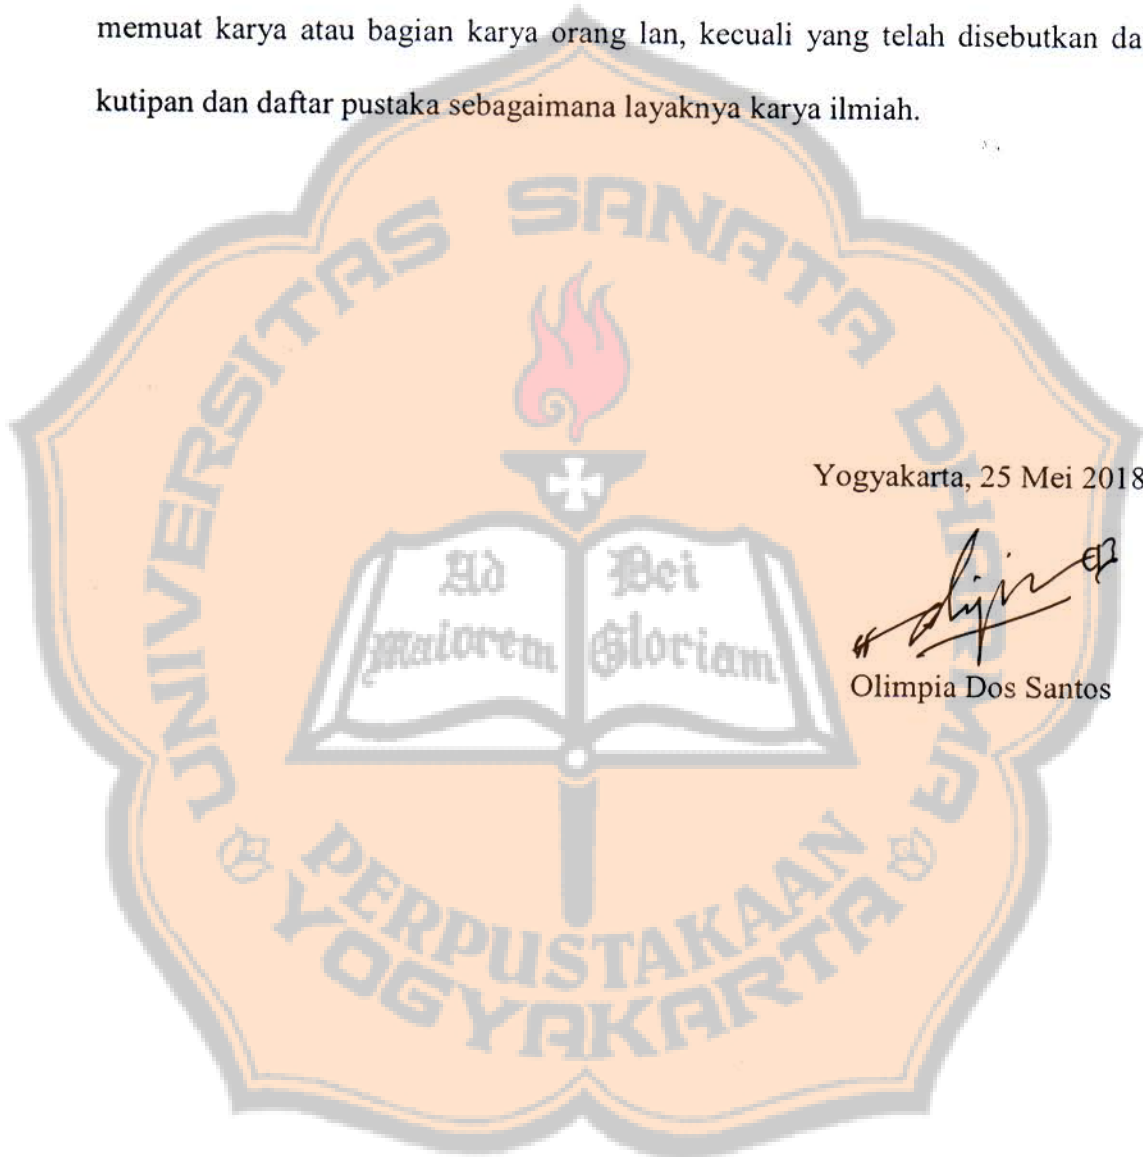 memuat karya atau bagian karya orang lan, kecuali yang telah disebutkan da
kutipan dan daftar pustaka sebagaimana layaknya karya ilmiah.
UNIVERSITAS SANATA DHARMA
Yogyakarta, 25 Mei 2018
Ad Dei
Maiorem Gloriam
Olimpia Dos Santos
PERPUSTAKAAN
YOGYAKARTA